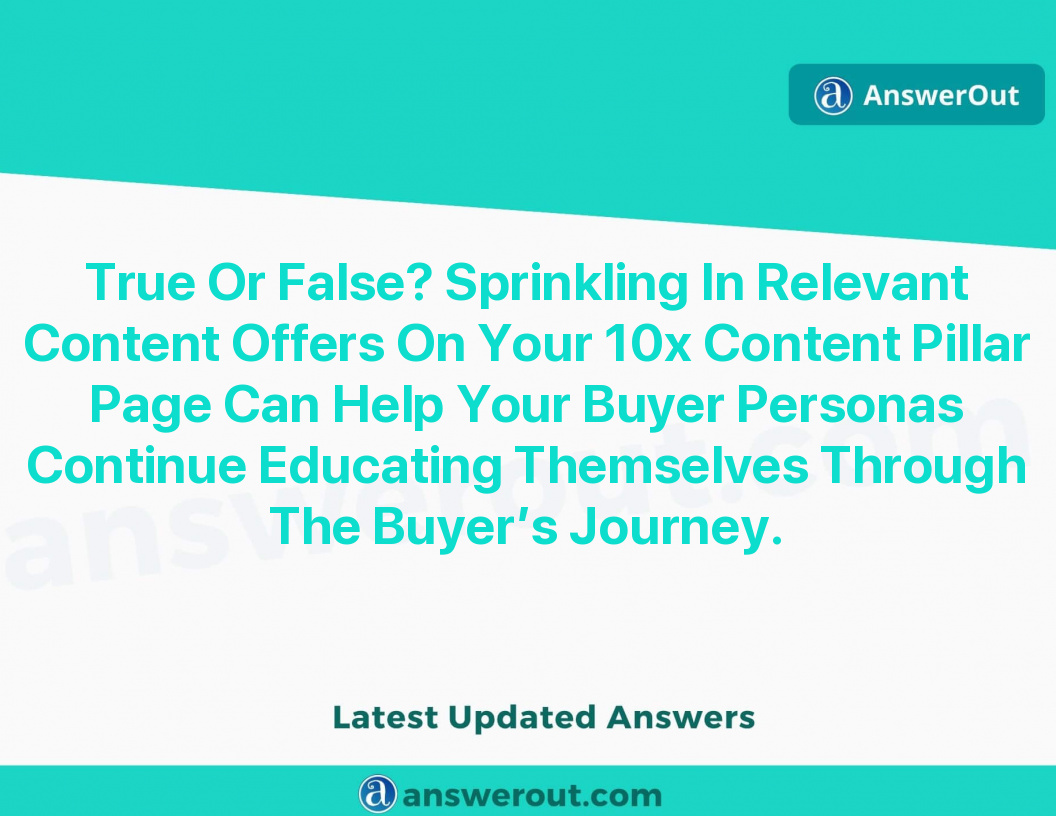 AnswerOut
True Or False? Sprinkling In Relevant
Content Offers On Your 10x Content Pillar
Page Can Help Your Buyer Personas
Continue Educating Themselves Through
The Buyer’s Journey.
answerout.com
Latest Updated Answers
answerout.com